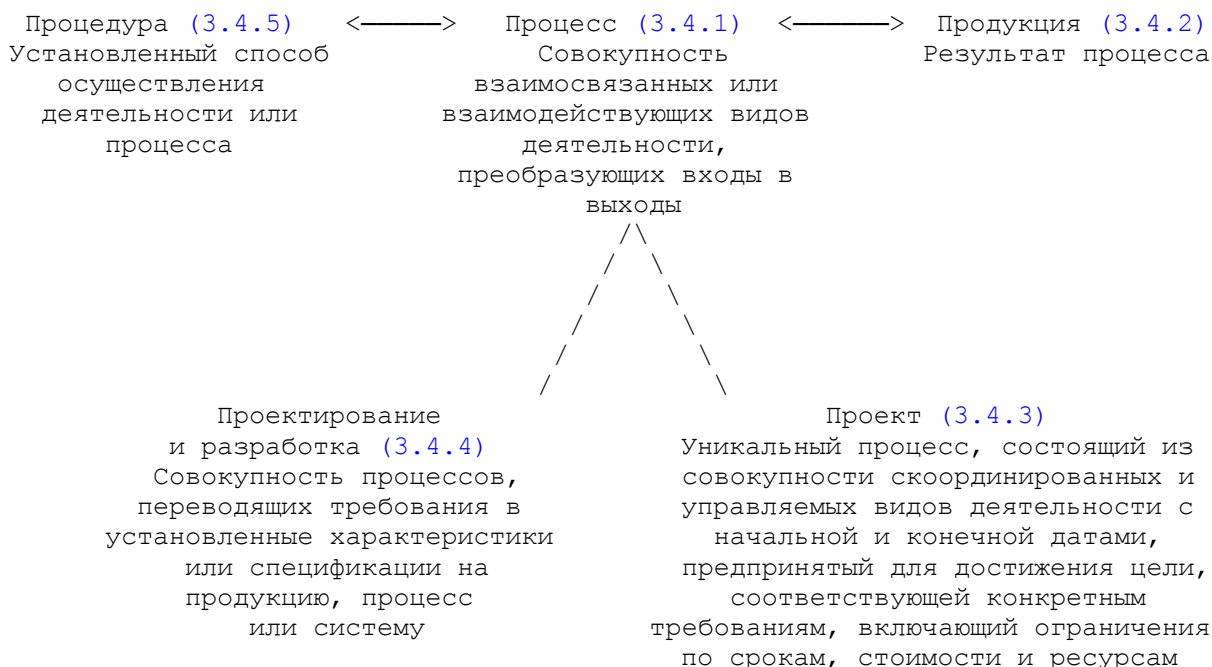 Процедура (3.4.5) <—————> Процесс (3.4.1) <——————> Продукция (3.4.2)
Установленный способ Совокупность Результат процесса
осуществления взаимосвязанных или
деятельности или взаимодействующих видов
процесса деятельности,
преобразующих входы в
выходы
Проектирование Проект (3.4.3)
и разработка (3.4.4) Уникальный процесс, состоящий из
Совокупность процессов, совокупности скоординированных и
переводящих требования в управляемых видов деятельности с
установленные характеристики начальной и конечной датами,
или спецификации на предпринятый для достижения цели,
продукцию, процесс соответствующей конкретным
или систему требованиям, включающий ограничения
по срокам, стоимости и ресурсам